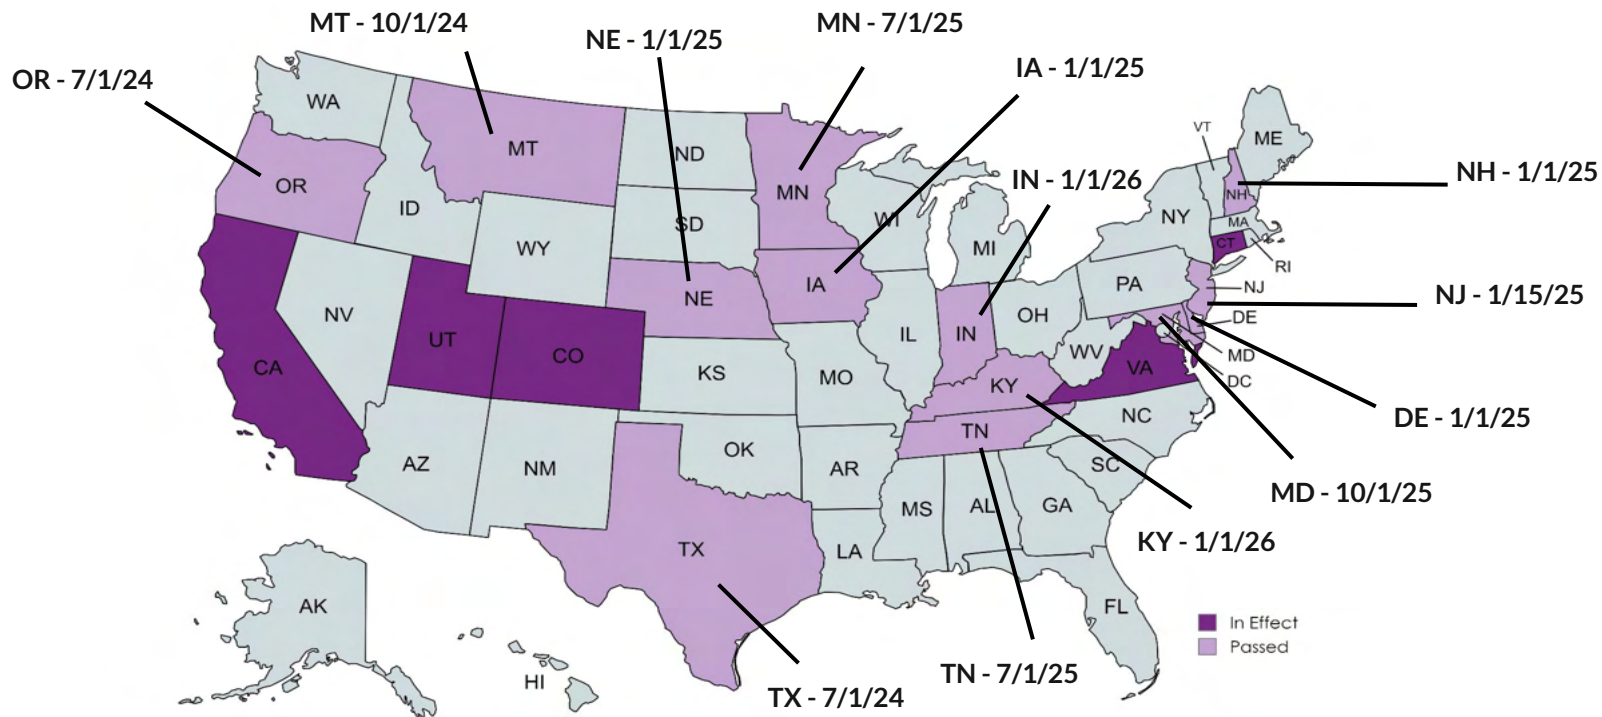 MT - 10/1/24
MN - 7/1/25
NE - 1/1/25
IA - 1/1/25
OR - 7/1/24
WA
VT
ME
MT
ND
OR
MN
IN - 1/1/26
NH - 1/1/25
ID
NH
WI
NY
MA
SD
WY
MI
CT
RI
IA
PA
NE
NJ
NJ - 1/15/25
NV
OH
DE
IL
IN
UT
CO
WV
MD
CA
KS
MO
VA
DC
KY
NC
DE - 1/1/25
TN
OK
AZ
NM
AR
SC
MD - 10/1/25
MS
AL
GA
KY - 1/1/26
TX
LA
AK
FL
In Effect
Passed
HI
TN - 7/1/25
TX - 7/1/24